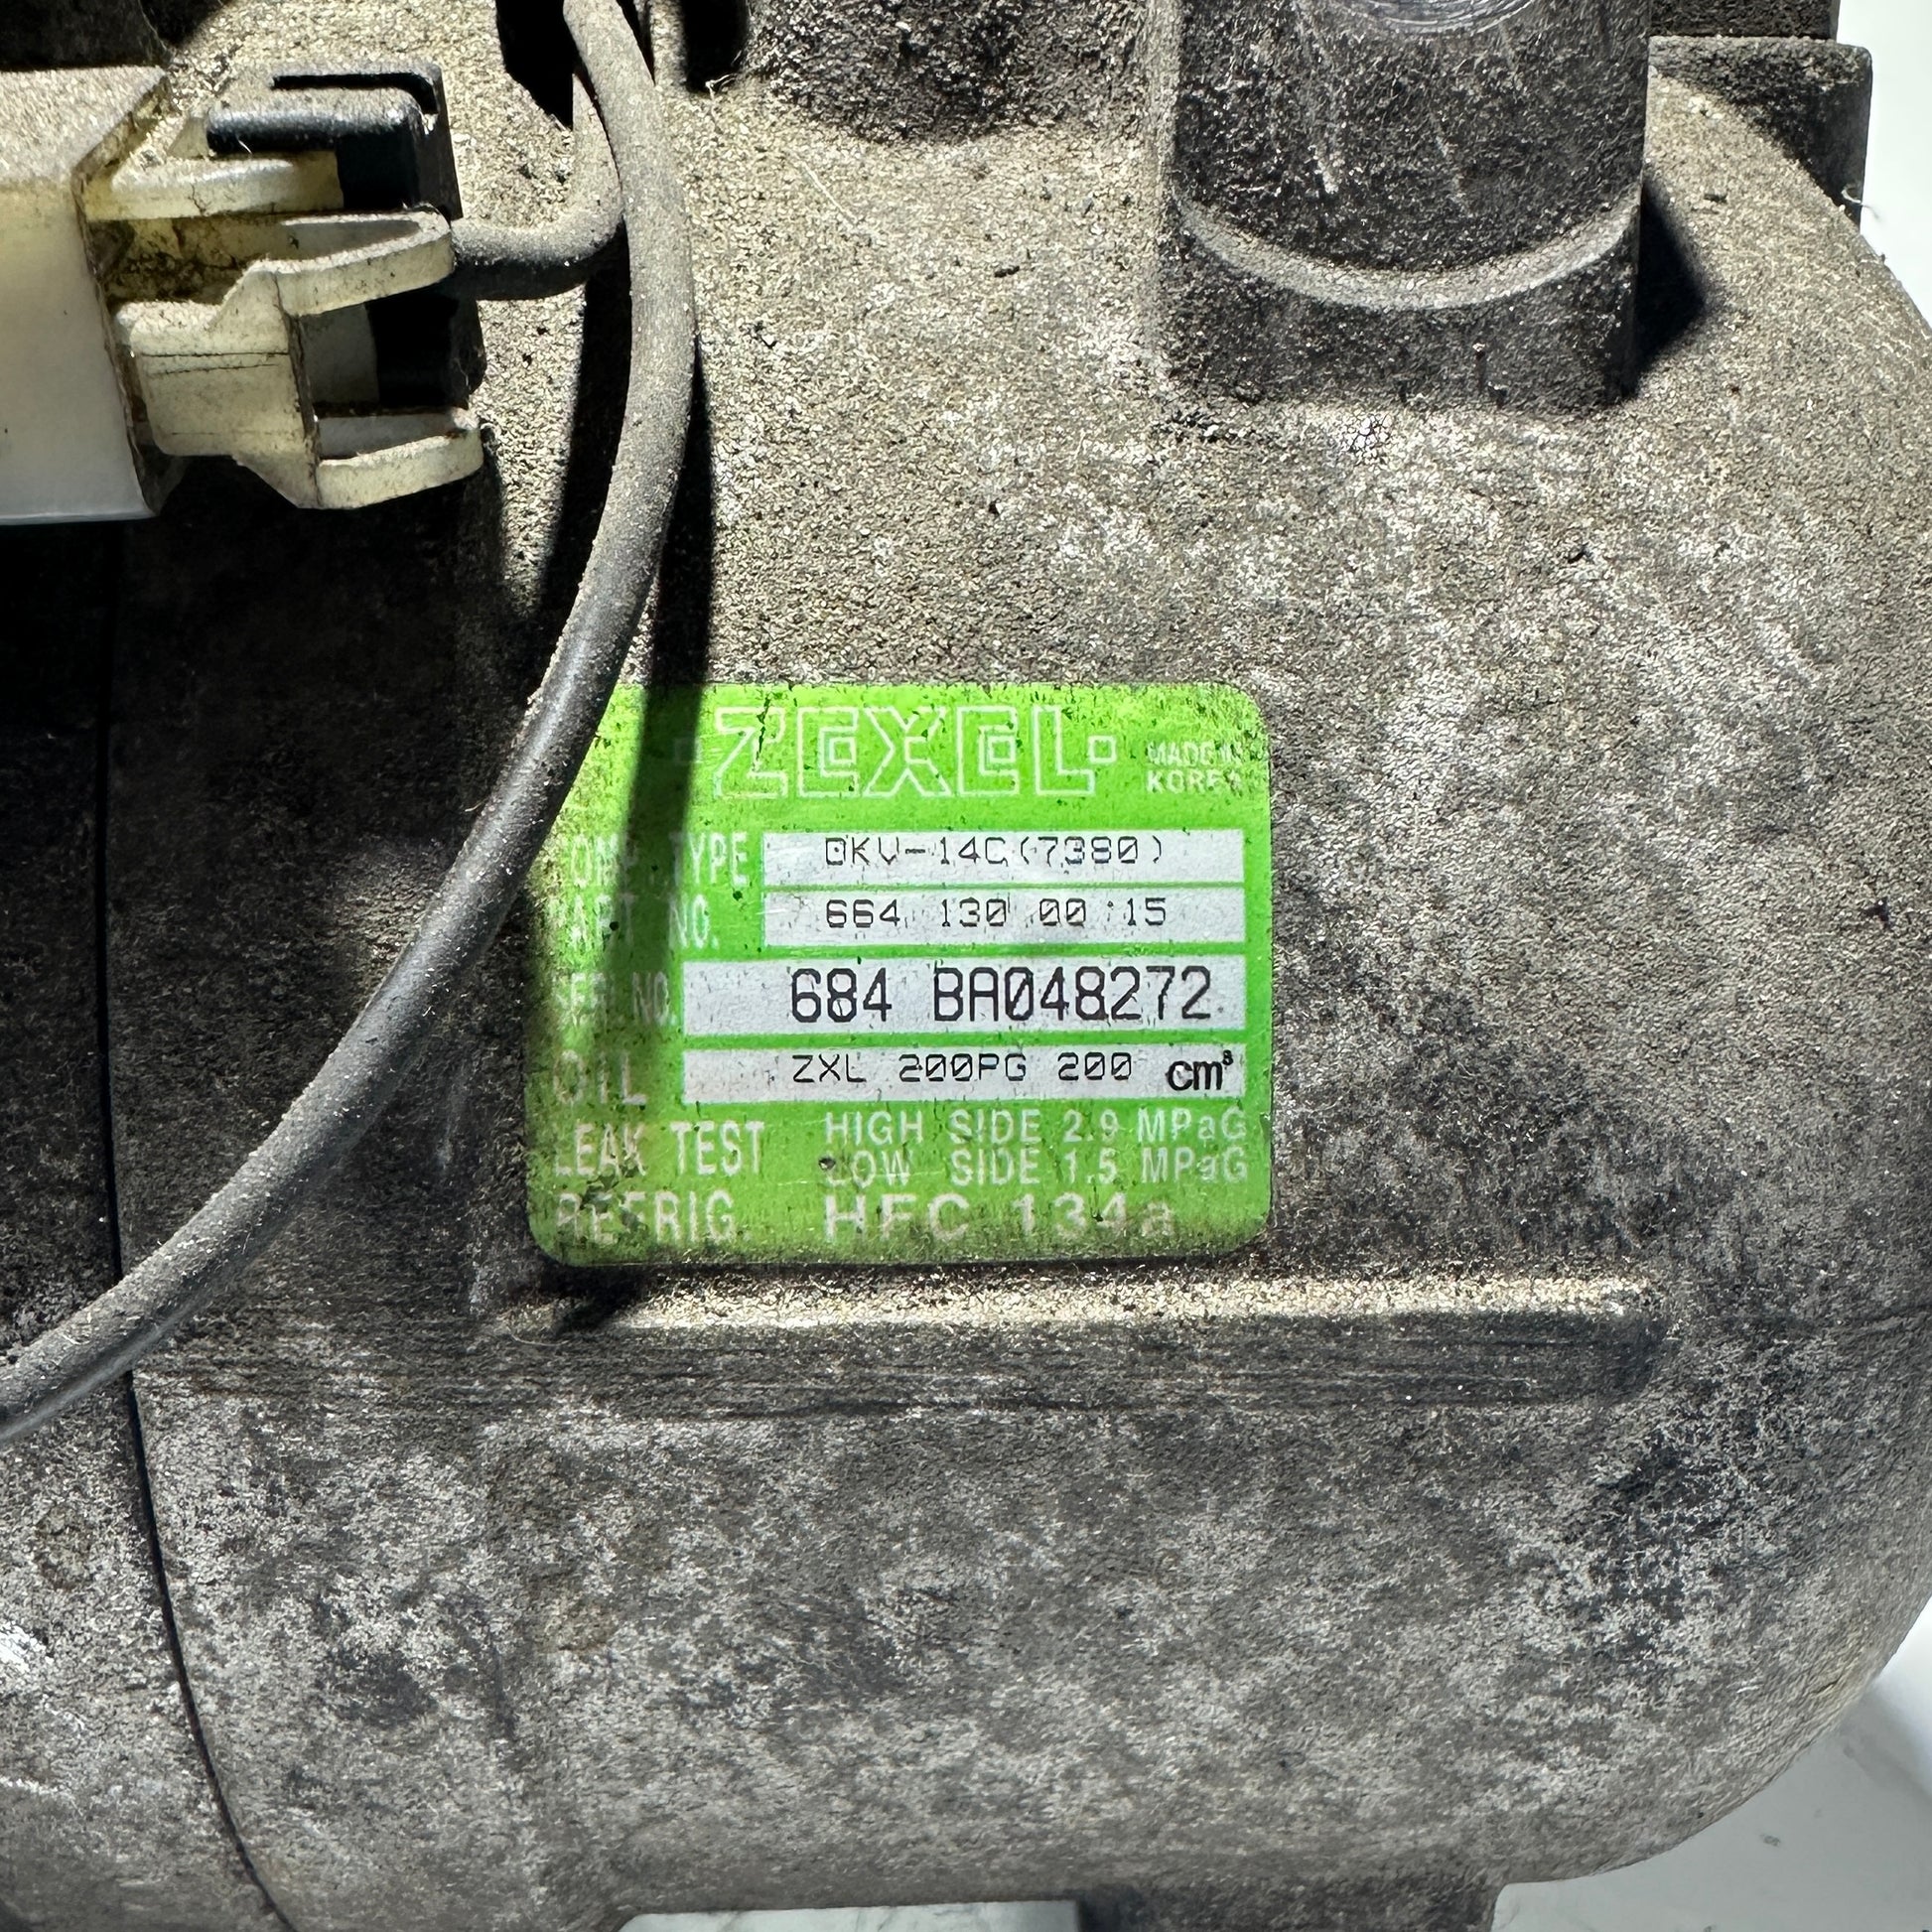 ZEXEL
MADE IN
KOREA
COMP. TYPE DKV-14C(7380)
PART NO. 664 130 00 15
SERI NO. 684 BA048272
OIL ZXL 200PG 200 cm³
LEAK TEST HIGH SIDE 2.9 MPaG
LOW SIDE 1.5 MPaG
REFRIG. HFC 134a